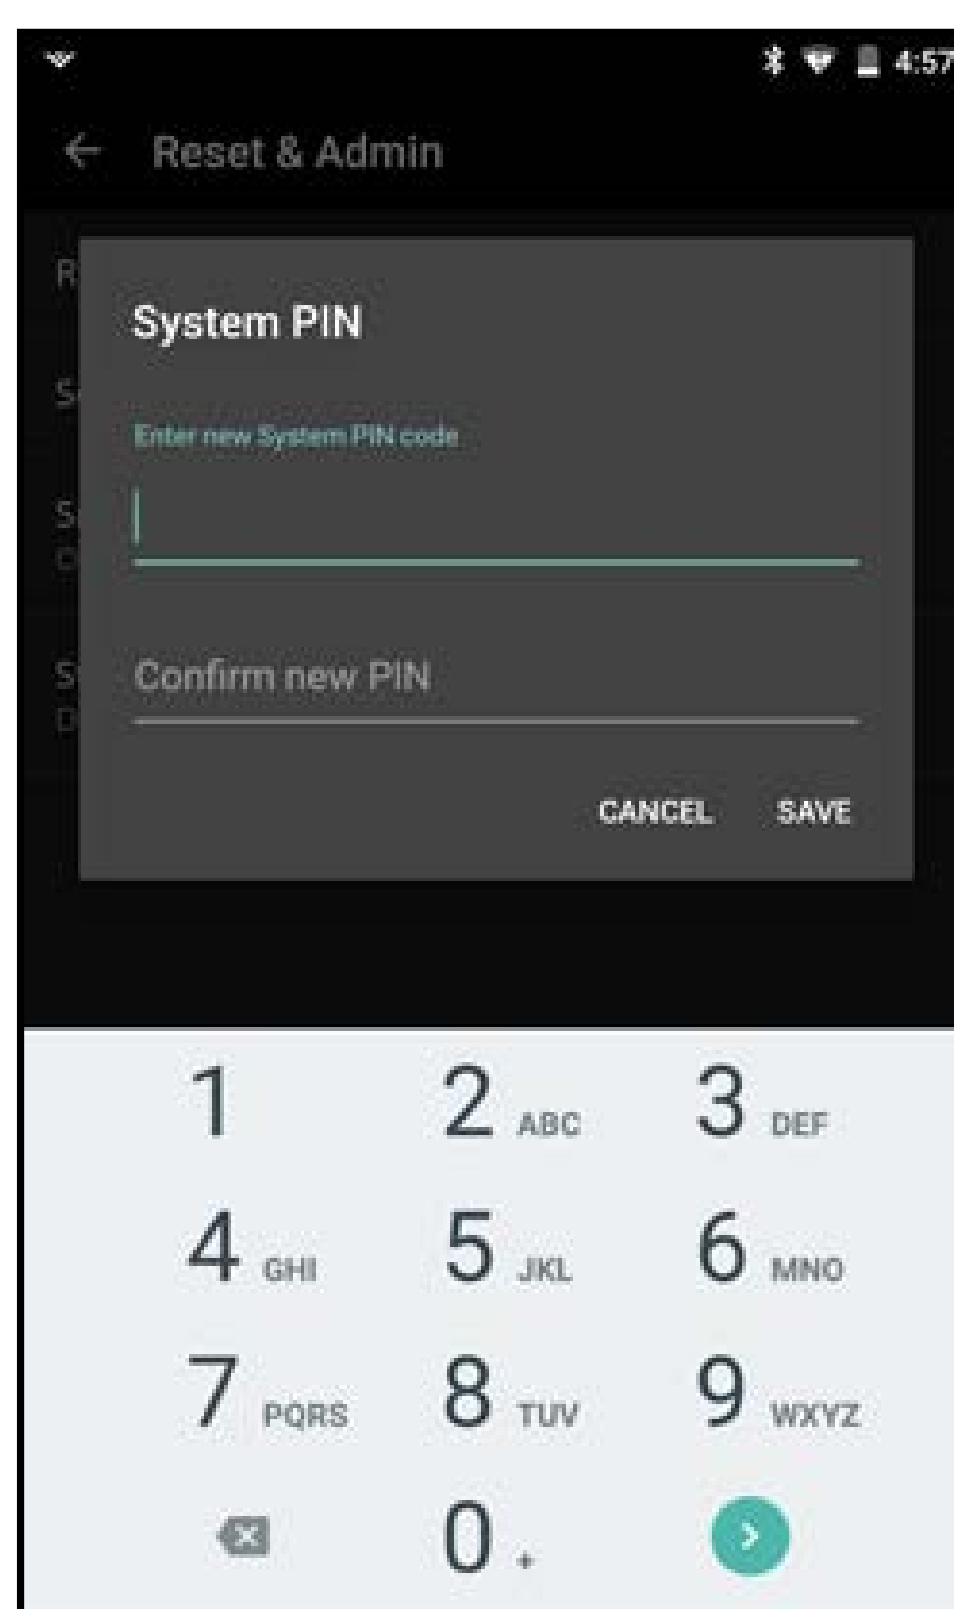 4:57
Reset & Admin
R
System PIN
S
Enter new System PIN code
S
S
Confirm new PIN
D
CANCEL SAVE
1 2 ABC 3 DEF
4 GHI 5 JKL 6 MNO
7 PQRS 8 TUV 9 WXYZ
0 +